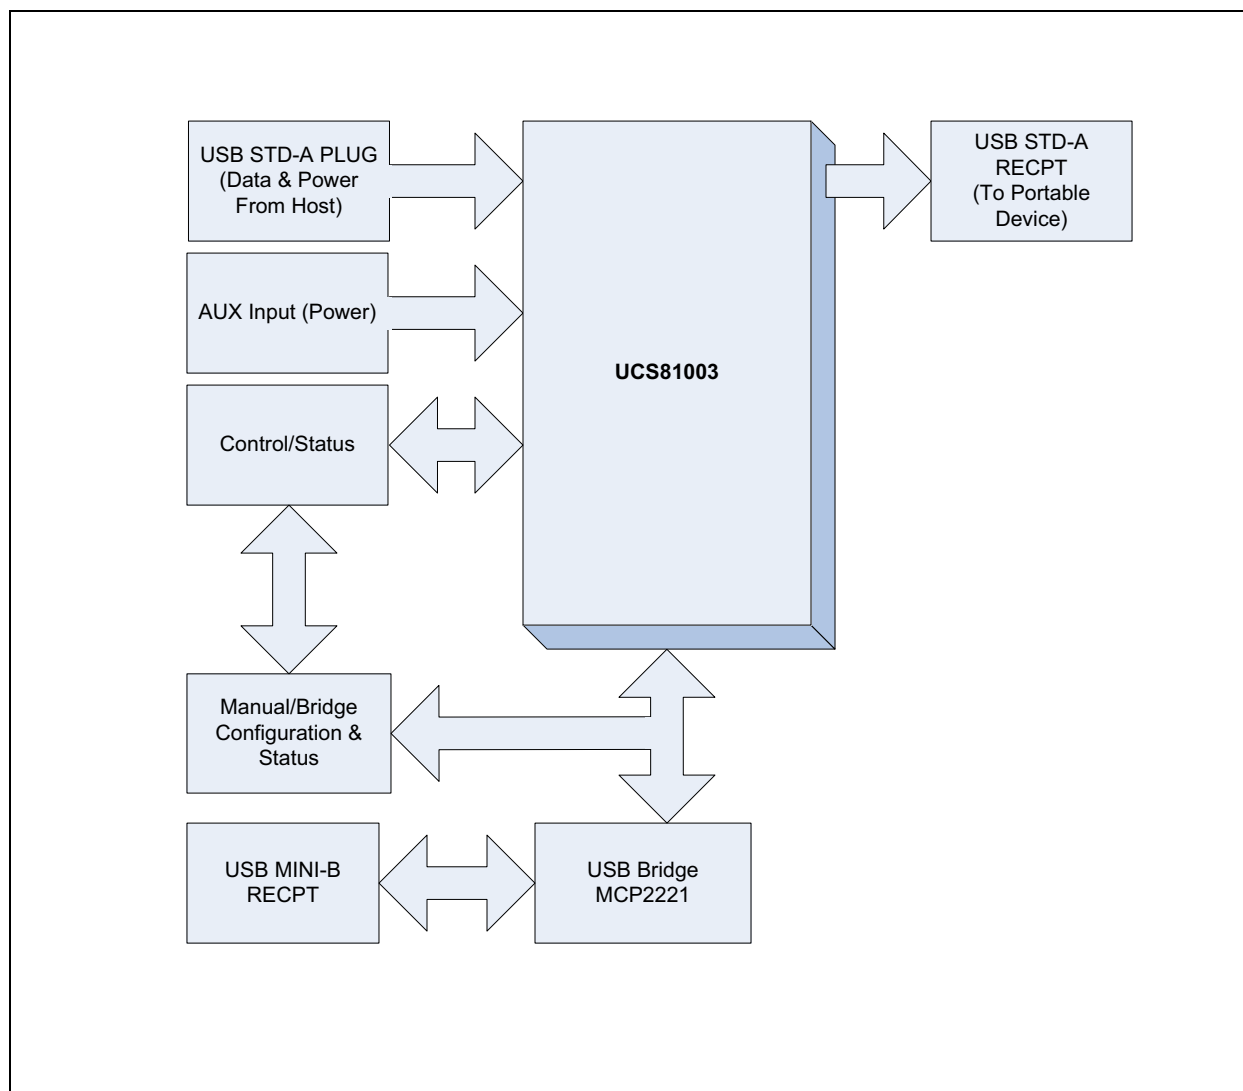 USB STD-A PLUG
(Data & Power
From Host)
USB STD-A
RECPT
(To Portable
Device)
AUX Input (Power)
UCS81003
Control/Status
Manual/Bridge
Configuration &
Status
USB MINI-B
RECPT
USB Bridge
MCP2221